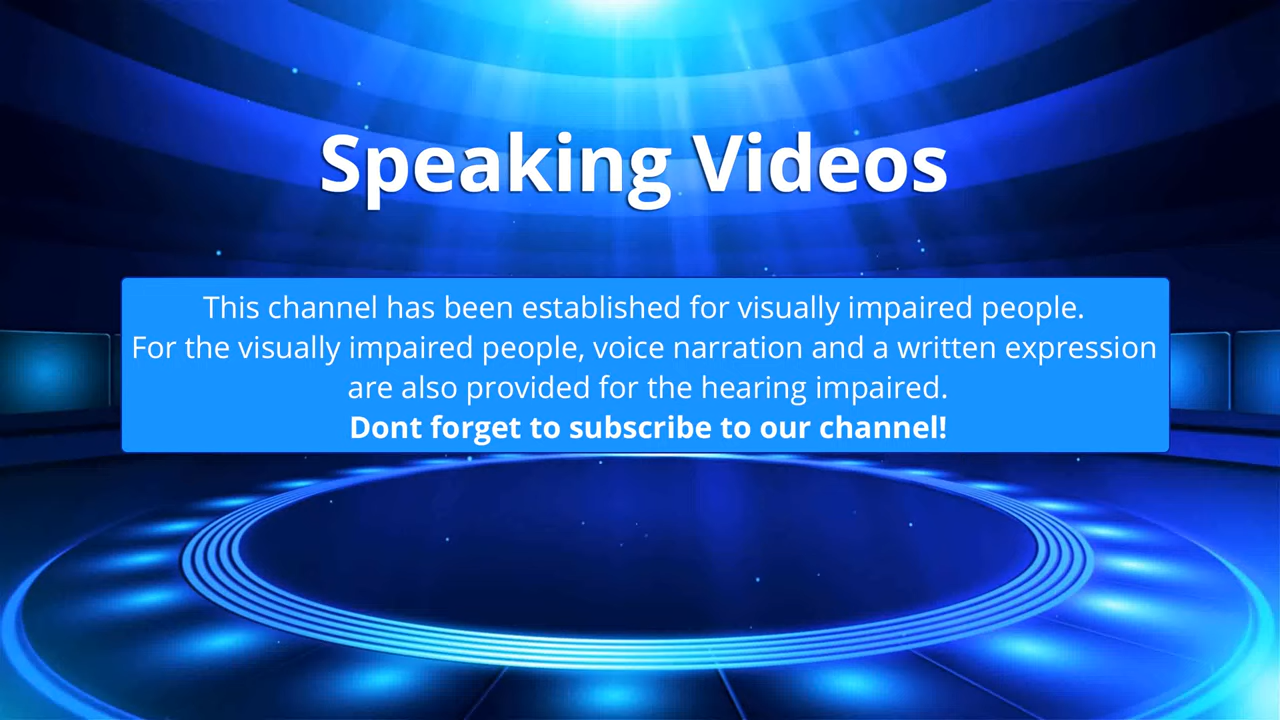 Speaking Videos
This channel has been established for visually impaired people.
For the visually impaired people, voice narration and a written expression
are also provided for the hearing impaired.
Dont forget to subscribe to our channel!